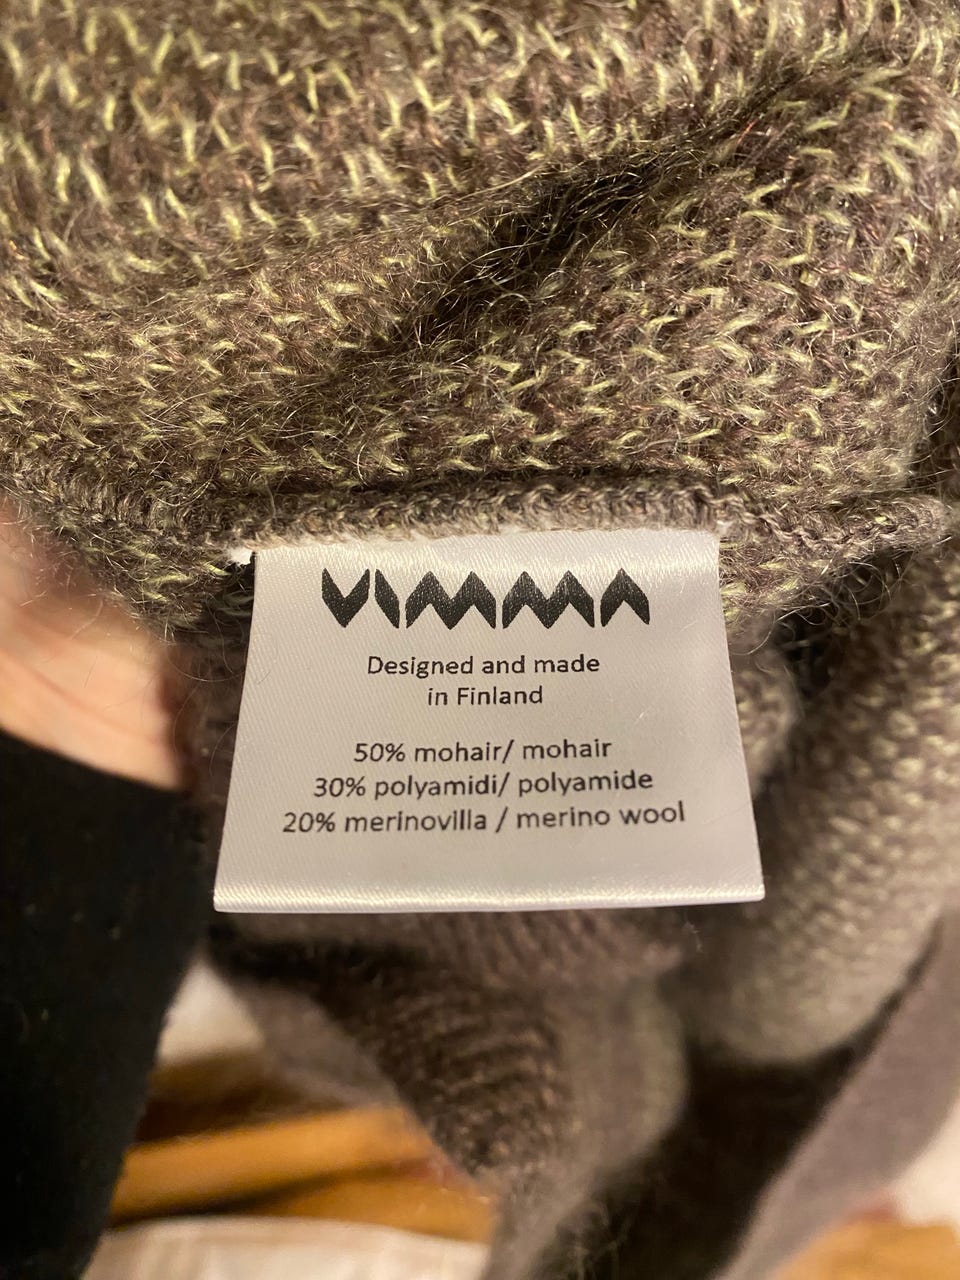 VIMMA
Designed and made
in Finland
50% mohair/ mohair
30% polyamidi/ polyamide
20% merinovilla / merino wool